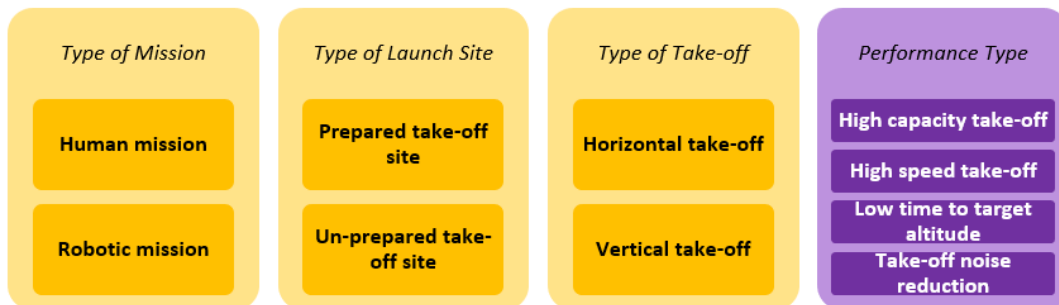 Type of Mission
Human mission
Robotic mission
Type of Launch Site
Prepared take-off
site
Un-prepared take-
off site
Type of Take-off
Horizontal take-off
Vertical take-off
Performance Type
High capacity take-off
High speed take-off
Low time to target
altitude
Take-off noise
reduction